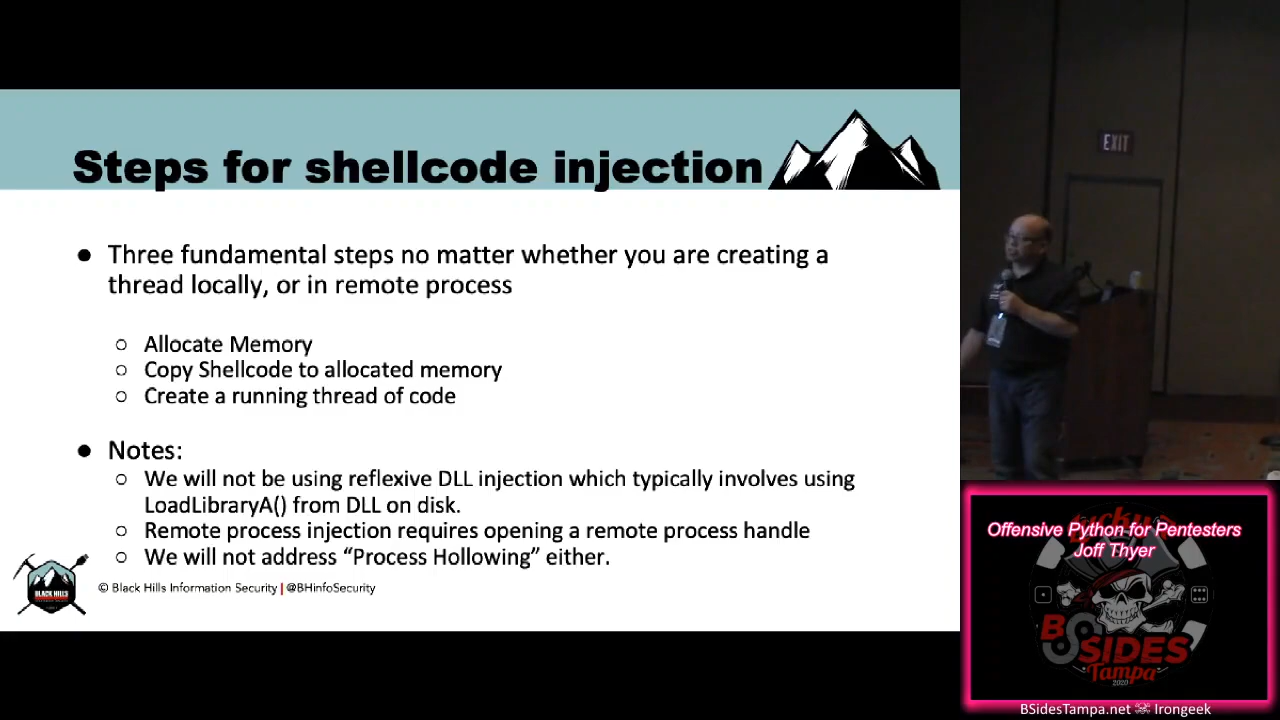 Steps for shellcode injection
● Three fundamental steps no matter whether you are creating a
thread locally, or in remote process
○ Allocate Memory
○ Copy Shellcode to allocated memory
○ Create a running thread of code
● Notes:
○ We will not be using reflexive DLL injection which typically involves using
LoadLibraryA() from DLL on disk.
○ Remote process injection requires opening a remote process handle
○ We will not address “Process Hollowing” either.
BLACK HILLS
© Black Hills Information Security | @BHinfoSecurity
EXIT
Offensive Python for Pentesters
Joff Thyer
BSIDES
Tampa
2020
BSidesTampa.net ☠ Irongeek